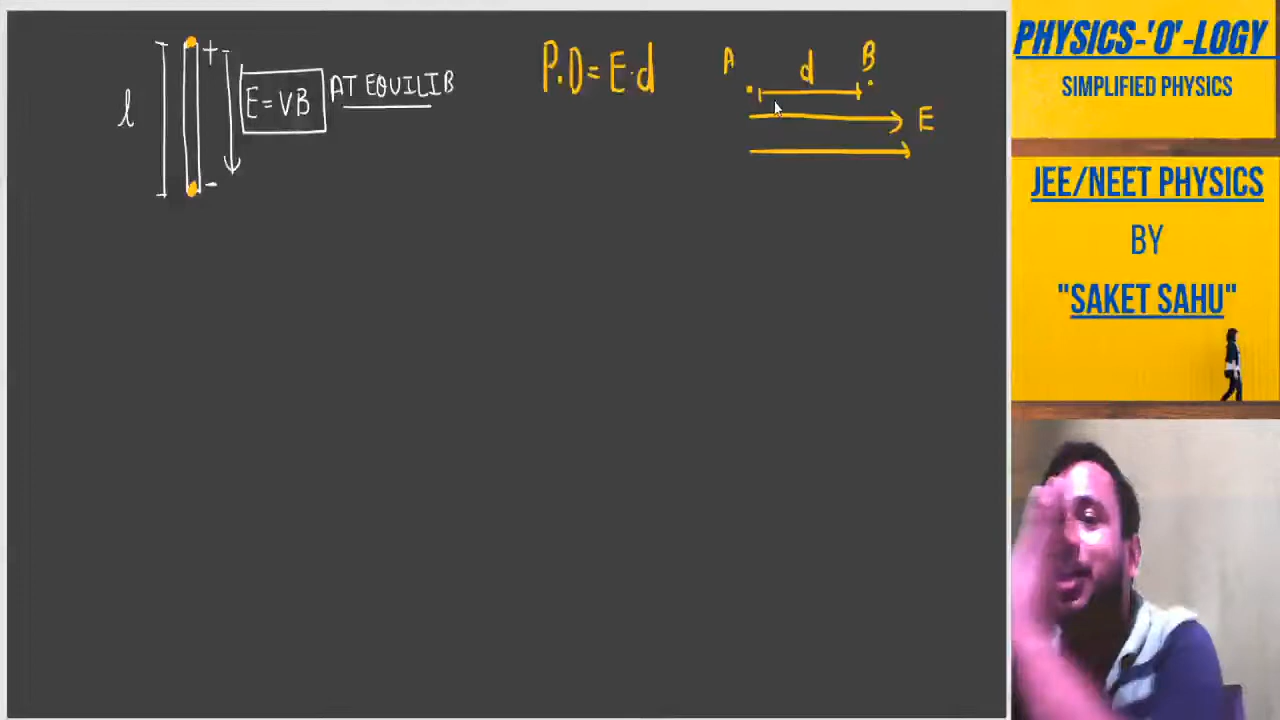 l
+
-
E = VB
AT EQUILIB
P.D = E.d
A
d
B
E
PHYSICS-'O'-LOGY
SIMPLIFIED PHYSICS
JEE/NEET PHYSICS
BY
"SAKET SAHU"